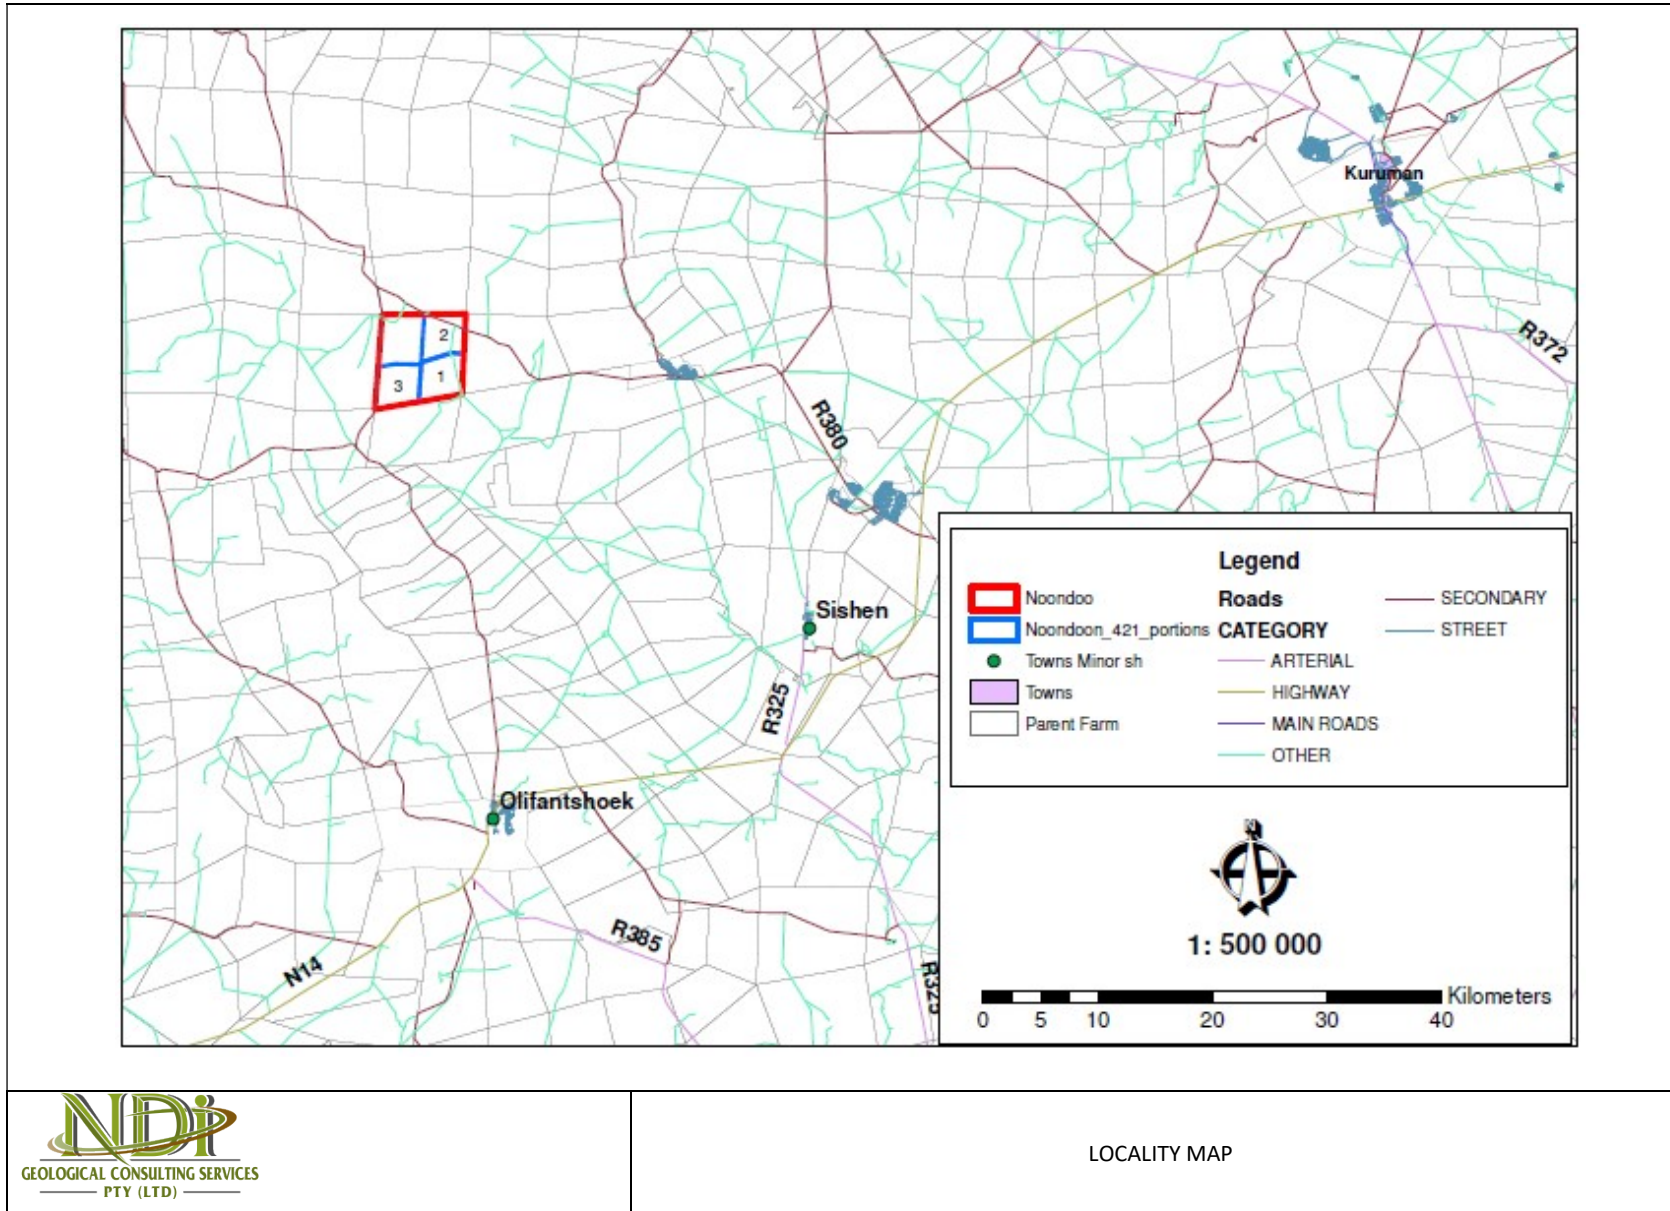 Kuruman
R372
2
3
1
R380
Sishen
R325
Olifantshoek
R385
N14
R325
Legend
Noondoo
Noondoon_421_portions
Towns Minor sh
Towns
Parent Farm
Roads
CATEGORY
ARTERIAL
HIGHWAY
MAIN ROADS
OTHER
SECONDARY
STREET
N
1: 500 000
Kilometers
0 5 10 20 30 40
NDi
GEOLOGICAL CONSULTING SERVICES
PTY (LTD)
LOCALITY MAP